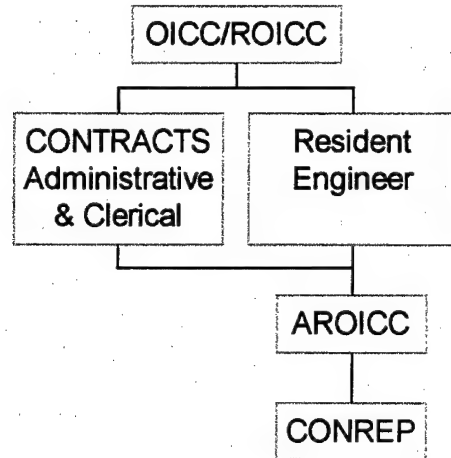 OICC/ROICC
CONTRACTS
Administrative
& Clerical
Resident
Engineer
AROICC
CONREP